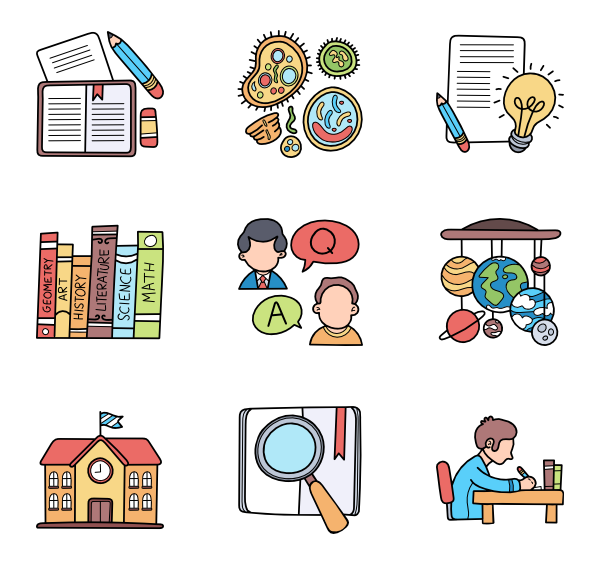 GEOMETRY
ART
HISTORY
LITERATURE
SCIENCE
MATH
Q
A